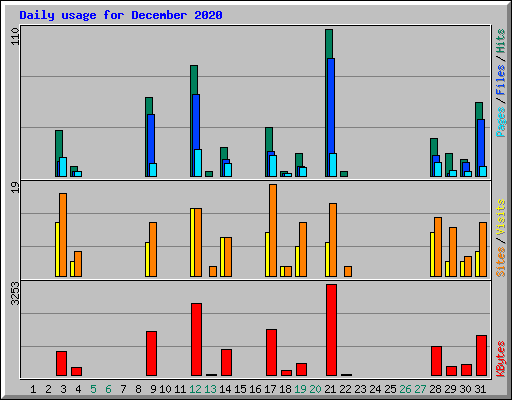 Daily usage for December 2020
110
Pages / Files / Hits
19
Sites / Visits
3253
KBytes
1 2 3 4 5 6 7 8 9 10 11 12 13 14 15 16 17 18 19 20 21 22 23 24 25 26 27 28 29 30 31